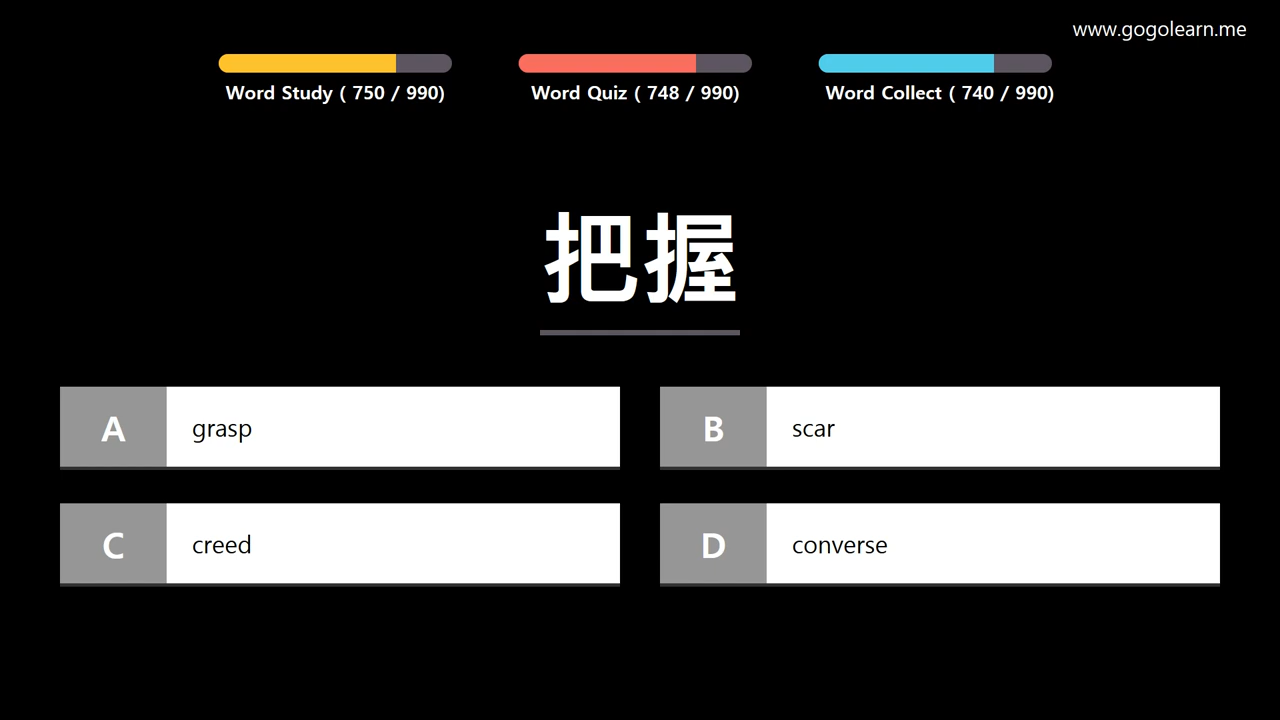 www.gogolearn.me
Word Study ( 750 / 990)
Word Quiz ( 748 / 990)
Word Collect ( 740 / 990)
把握
A grasp
B scar
C creed
D converse